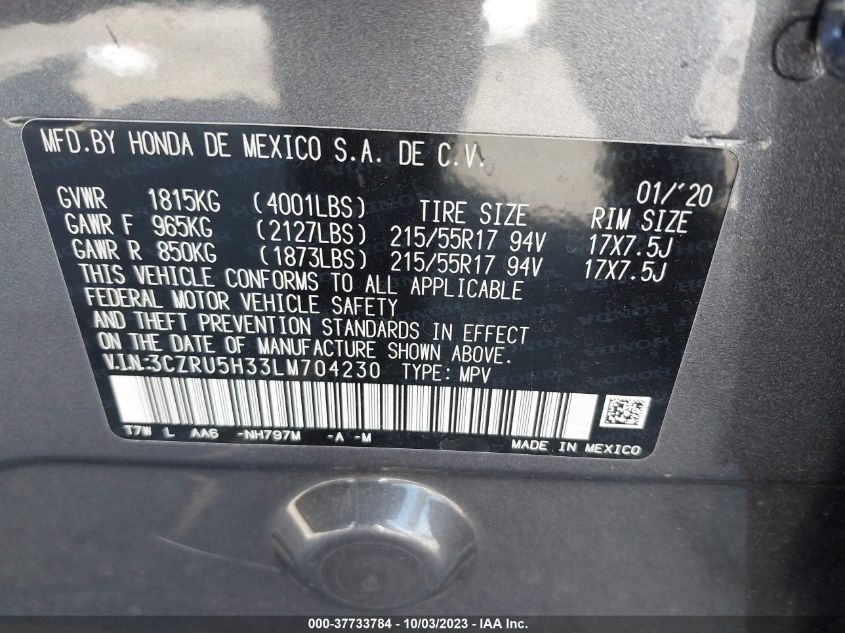 MFD.BY HONDA DE MEXICO S.A. DE C.V.
01/'20
GVWR 1815KG (4001LBS) TIRE SIZE RIM SIZE
GAWR F 965KG (2127LBS) 215/55R17 94V 17X7.5J
GAWR R 850KG (1873LBS) 215/55R17 94V 17X7.5J
THIS VEHICLE CONFORMS TO ALL APPLICABLE
FEDERAL MOTOR VEHICLE SAFETY
AND THEFT PREVENTION STANDARDS IN EFFECT
ON THE DATE OF MANUFACTURE SHOWN ABOVE.
V.I.N:3CZRU5H33LM704230 TYPE: MPV
T7W L AA6 -NH797M -A -M
MADE IN MEXICO
000-37733784 - 10/03/2023 - IAA Inc.